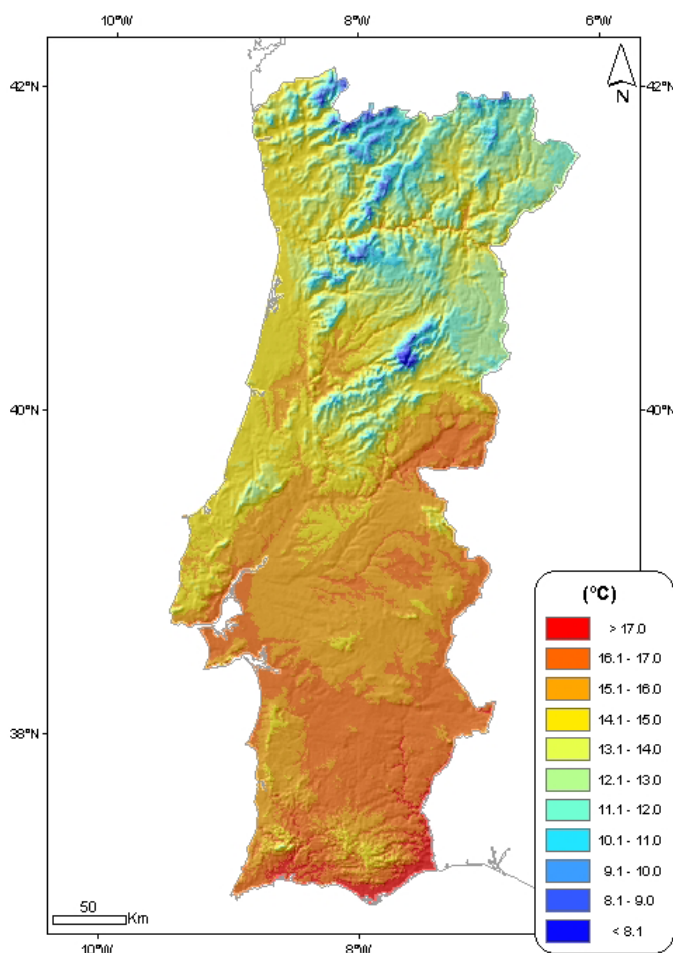 10°W 8°W 6°W
42°N 42°N
N
40°N 40°N
38°N
(°C)
> 17.0
16.1 - 17.0
15.1 - 16.0
14.1 - 15.0
13.1 - 14.0
12.1 - 13.0
11.1 - 12.0
10.1 - 11.0
9.1 - 10.0
8.1 - 9.0
< 8.1
50
Km
10°W 8°W